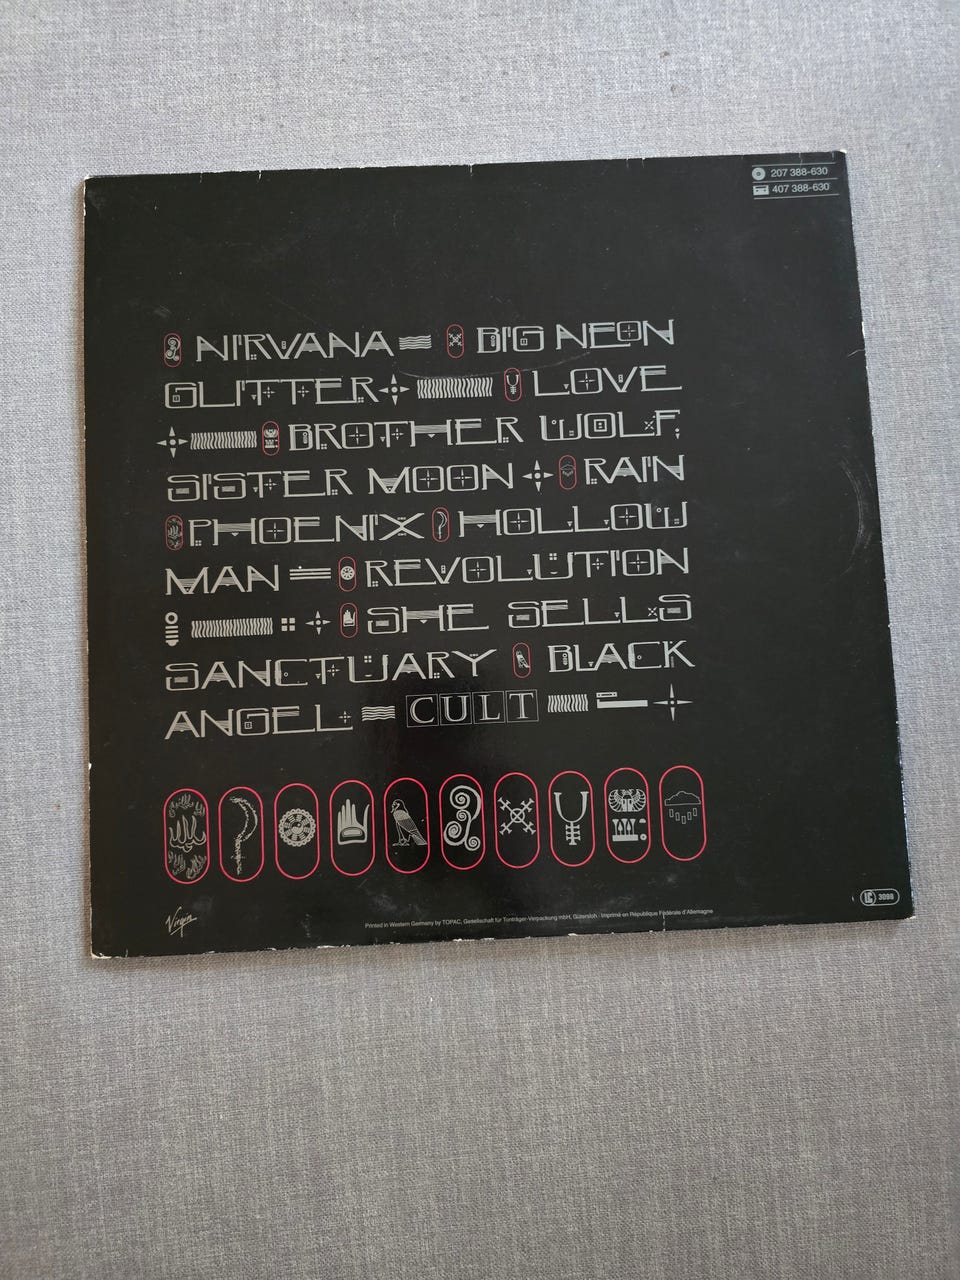 207 388-630
407 388-630
NIRVANA BIG NEON
GLITTER LOVE
BROTHER WOLF;
SISTER MOON RAIN
PHOENIX HOLLOW
MAN REVOLUTION
SHE SELLS
SANCTUARY BLACK
ANGEL CULT
Virgin
Printed in Western Germany by TOPAC, Gesellschaft für Tonträger-Verpackung mbH, Gütersloh. Imprimé en République Fédérale d'Allemagne
LC 3098